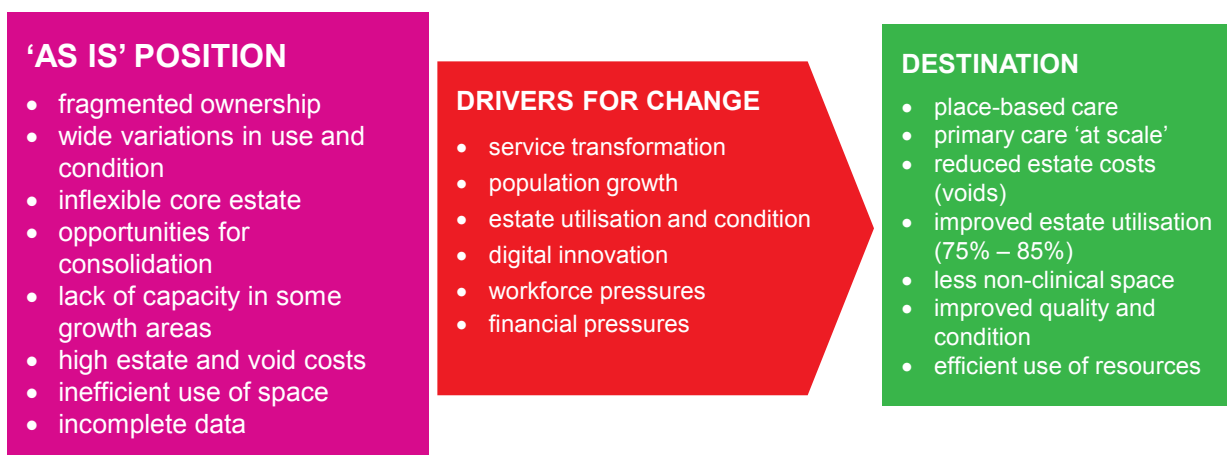 ‘AS IS’ POSITION
• fragmented ownership
• wide variations in use and
condition
• inflexible core estate
• opportunities for
consolidation
• lack of capacity in some
growth areas
• high estate and void costs
• inefficient use of space
• incomplete data
DRIVERS FOR CHANGE
• service transformation
• population growth
• estate utilisation and condition
• digital innovation
• workforce pressures
• financial pressures
DESTINATION
• place-based care
• primary care ‘at scale’
• reduced estate costs
(voids)
• improved estate utilisation
(75% – 85%)
• less non-clinical space
• improved quality and
condition
• efficient use of resources